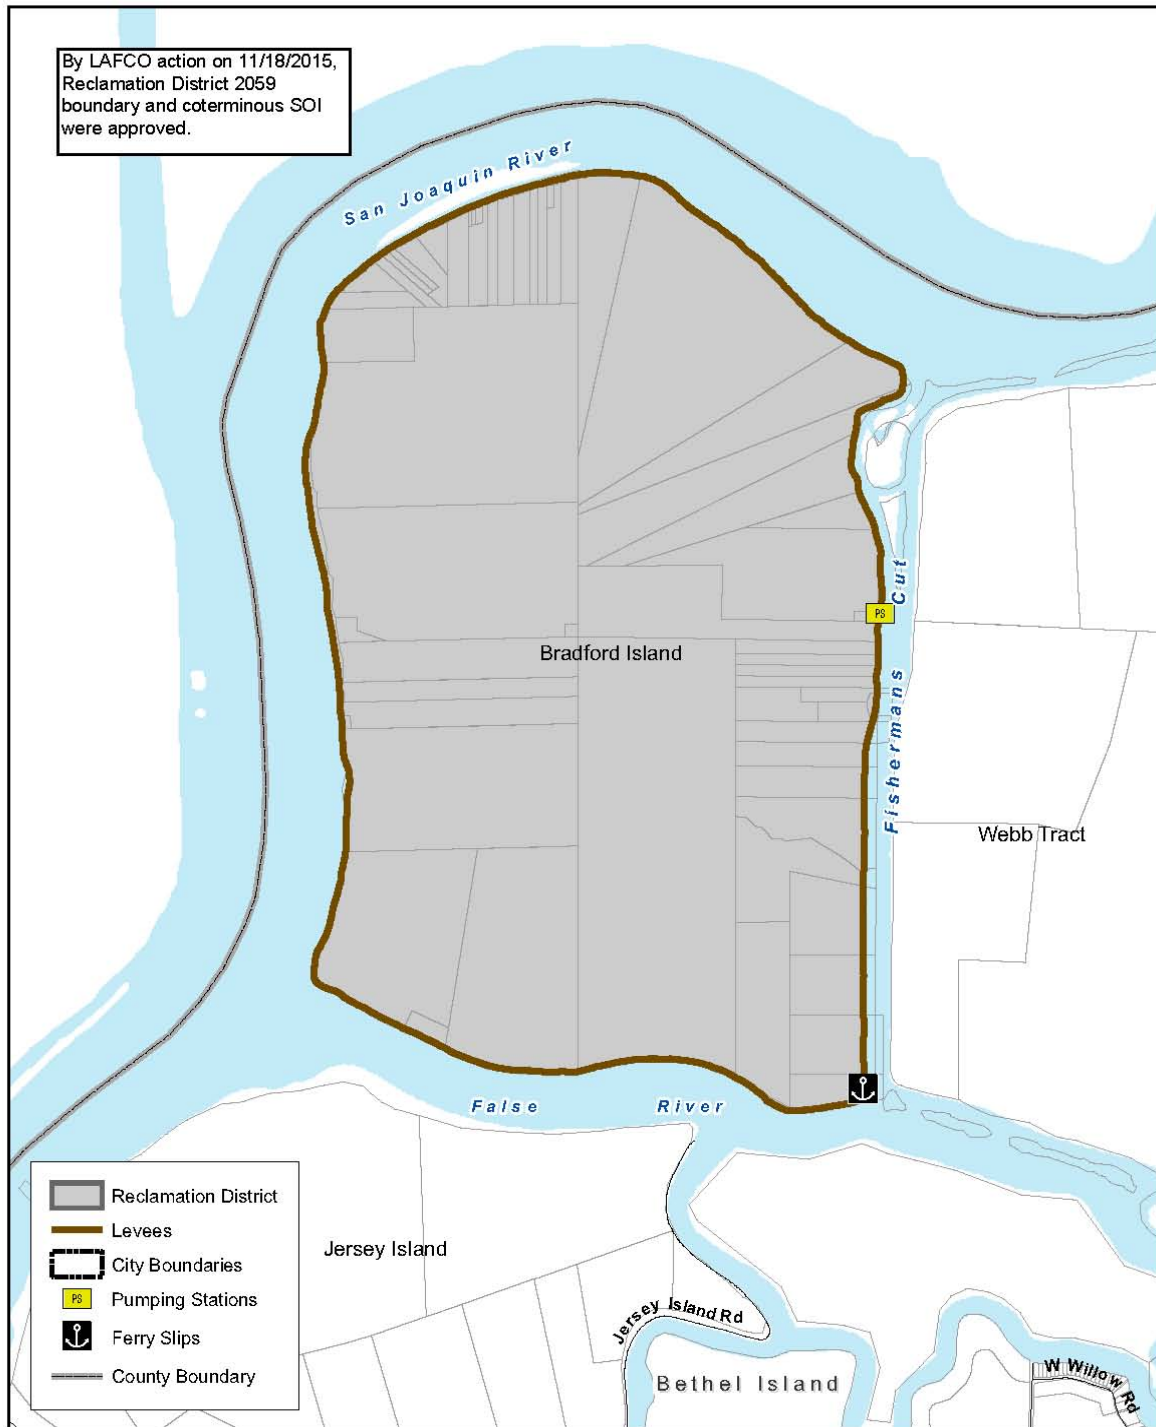 By LAFCO action on 11/18/2015,
Reclamation District 2059
boundary and coterminous SOI
were approved.
San Joaquin River
Fishermans Cut
PS
Bradford Island
Webb Tract
False River
Jersey Island
Jersey Island Rd
Bethel Island
W Willow Rd
Reclamation District
Levees
City Boundaries
PS Pumping Stations
Ferry Slips
County Boundary